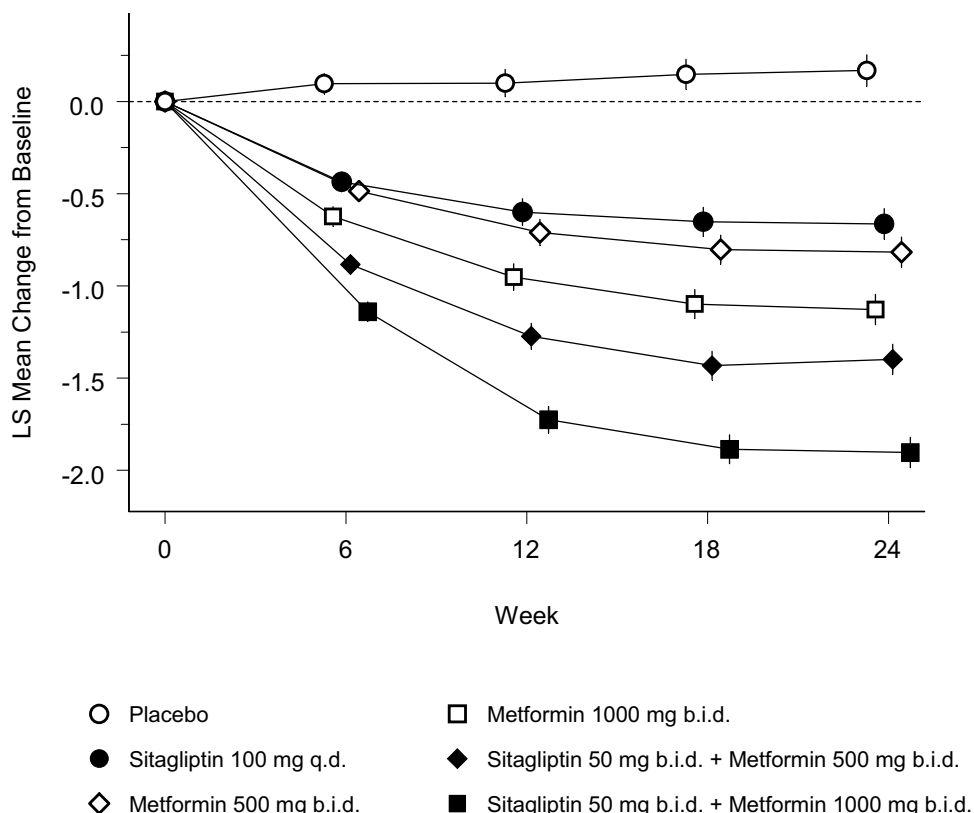 LS Mean Change from Baseline
0.0
-0.5
-1.0
-1.5
-2.0
0 6 12 18 24
Week
Placebo
Sitagliptin 100 mg q.d.
Metformin 500 mg b.i.d.
Metformin 1000 mg b.i.d.
Sitagliptin 50 mg b.i.d. + Metformin 500 mg b.i.d.
Sitagliptin 50 mg b.i.d. + Metformin 1000 mg b.i.d.